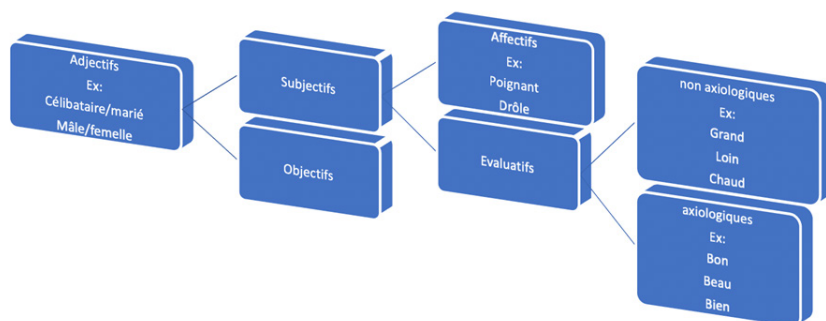 Adjectifs
Ex:
Célibataire/marié
Mâle/femelle
Subjectifs
Objectifs
Affectifs
Ex:
Poignant
Drôle
Evaluatifs
non axiologiques
Ex:
Grand
Loin
Chaud
axiologiques
Ex:
Bon
Beau
Bien